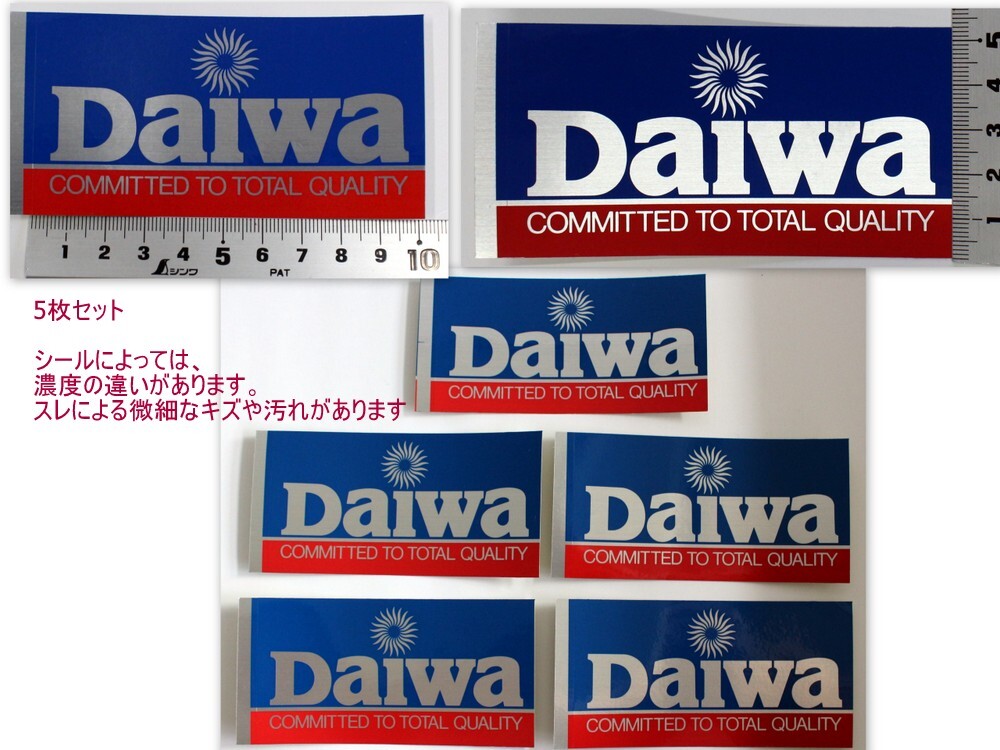 Daiwa
COMMITTED TO TOTAL QUALITY
1 2 3 4 5 6 7 8 9 10
シンワ PAT
Daiwa
COMMITTED TO TOTAL QUALITY
5
4
3
2
1
5枚セット
シールによっては、
濃度の違いがあります。
スレによる微細なキズや汚れがあります
Daiwa
COMMITTED TO TOTAL QUALITY
Daiwa
COMMITTED TO TOTAL QUALITY
Daiwa
COMMITTED TO TOTAL QUALITY
Daiwa
COMMITTED TO TOTAL QUALITY
Daiwa
COMMITTED TO TOTAL QUALITY